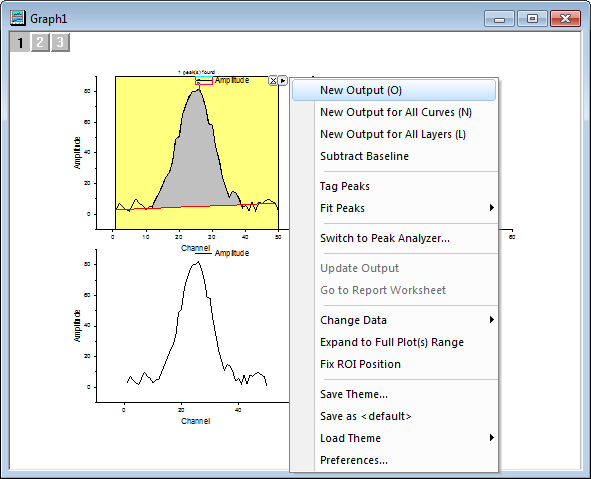 Graph1
1 2 3
1 peak(s) found
Amplitude
80
60
40
20
0
Amplitude
0 10 20 30 40 50 60
Channel
Amplitude
80
60
40
20
0
Amplitude
0 20 40
Channel
New Output (O)
New Output for All Curves (N)
New Output for All Layers (L)
Subtract Baseline
Tag Peaks
Fit Peaks
Switch to Peak Analyzer...
Update Output
Go to Report Worksheet
Change Data
Expand to Full Plot(s) Range
Fix ROI Position
Save Theme...
Save as <default>
Load Theme
Preferences...